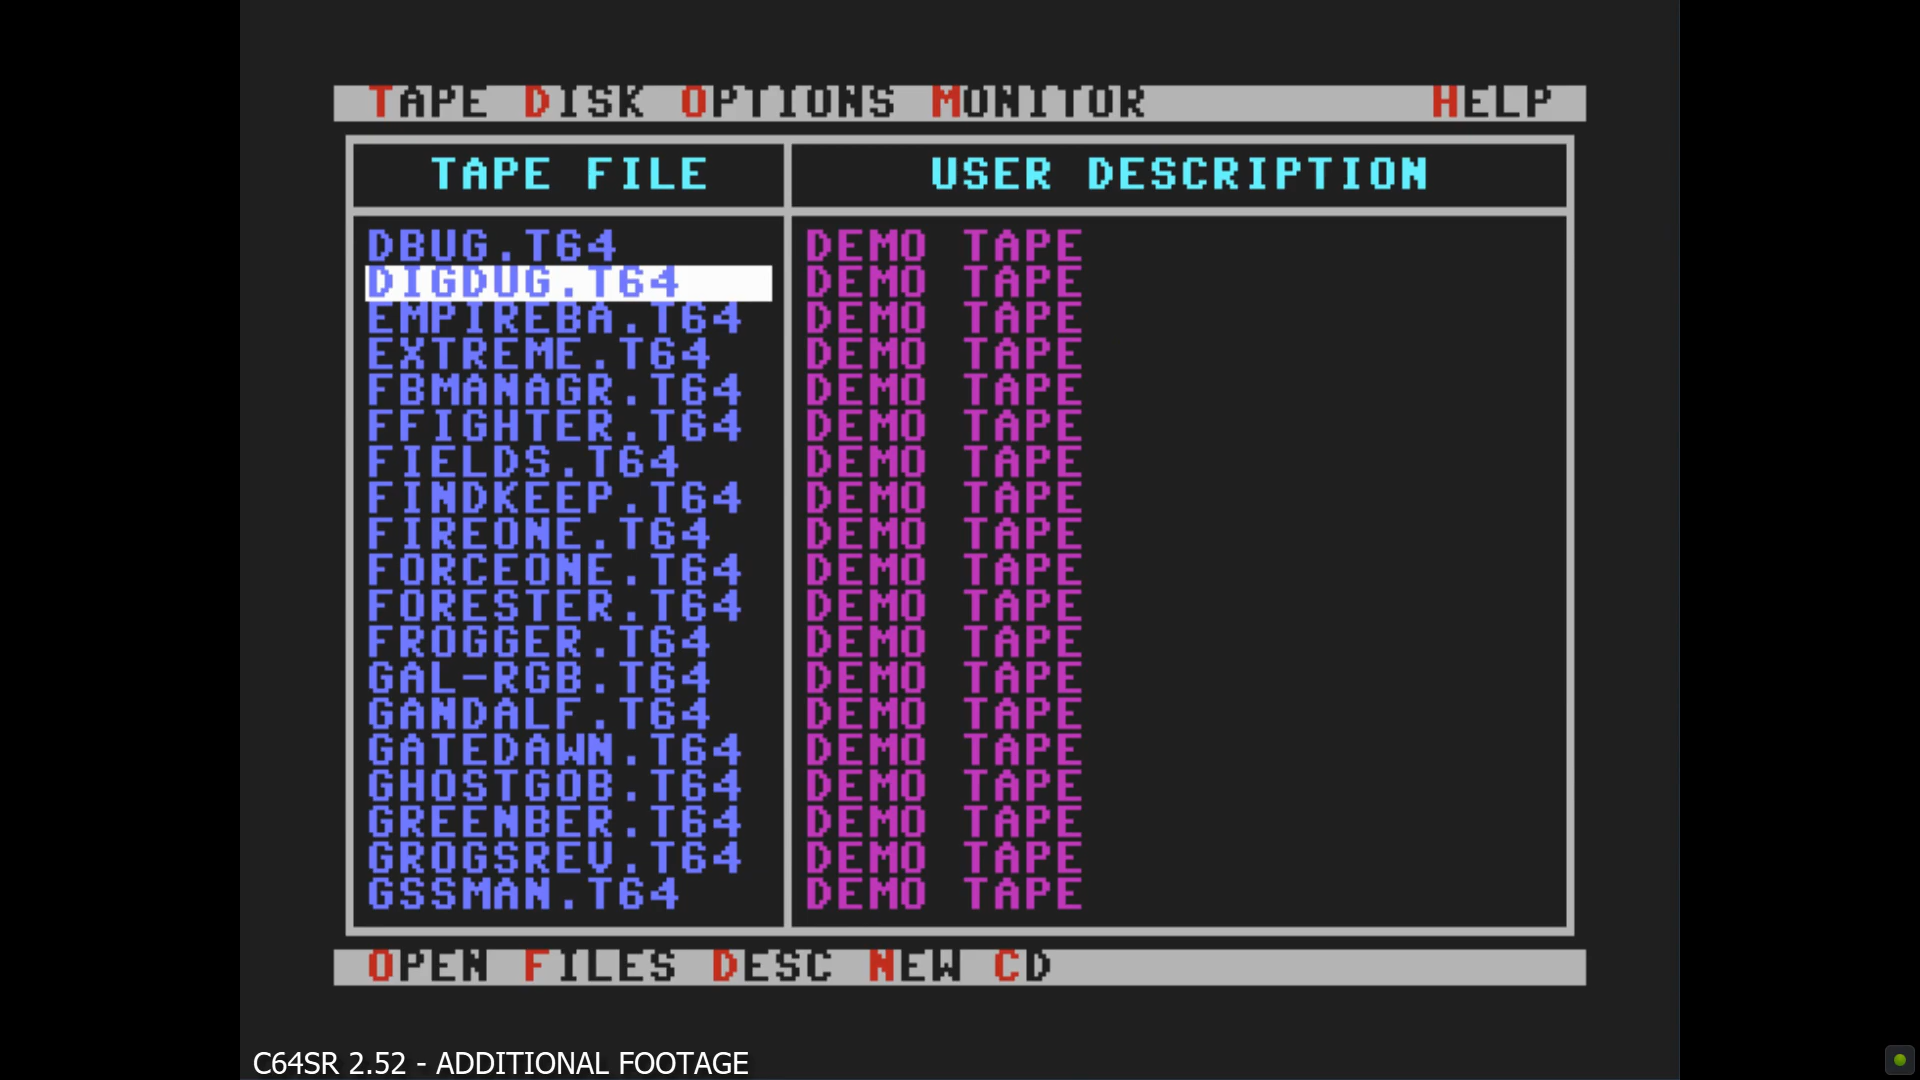 TAPE DISK OPTIONS MONITOR HELP
TAPE FILE USER DESCRIPTION
DBUG.T64 DEMO TAPE
DIGDUG.T64 DEMO TAPE
EMPIREBA.T64 DEMO TAPE
EXTREME.T64 DEMO TAPE
FBMANAGR.T64 DEMO TAPE
FFIGHTER.T64 DEMO TAPE
FIELDS.T64 DEMO TAPE
FINDKEEP.T64 DEMO TAPE
FIREONE.T64 DEMO TAPE
FORCEONE.T64 DEMO TAPE
FORESTER.T64 DEMO TAPE
FROGGER.T64 DEMO TAPE
GAL-RGB.T64 DEMO TAPE
GANDALF.T64 DEMO TAPE
GATEDAWN.T64 DEMO TAPE
GHOSTGOB.T64 DEMO TAPE
GREENBER.T64 DEMO TAPE
GROGSREV.T64 DEMO TAPE
GSSMAN.T64 DEMO TAPE
OPEN FILES DESC NEW CD
C64SR 2.52 - ADDITIONAL FOOTAGE